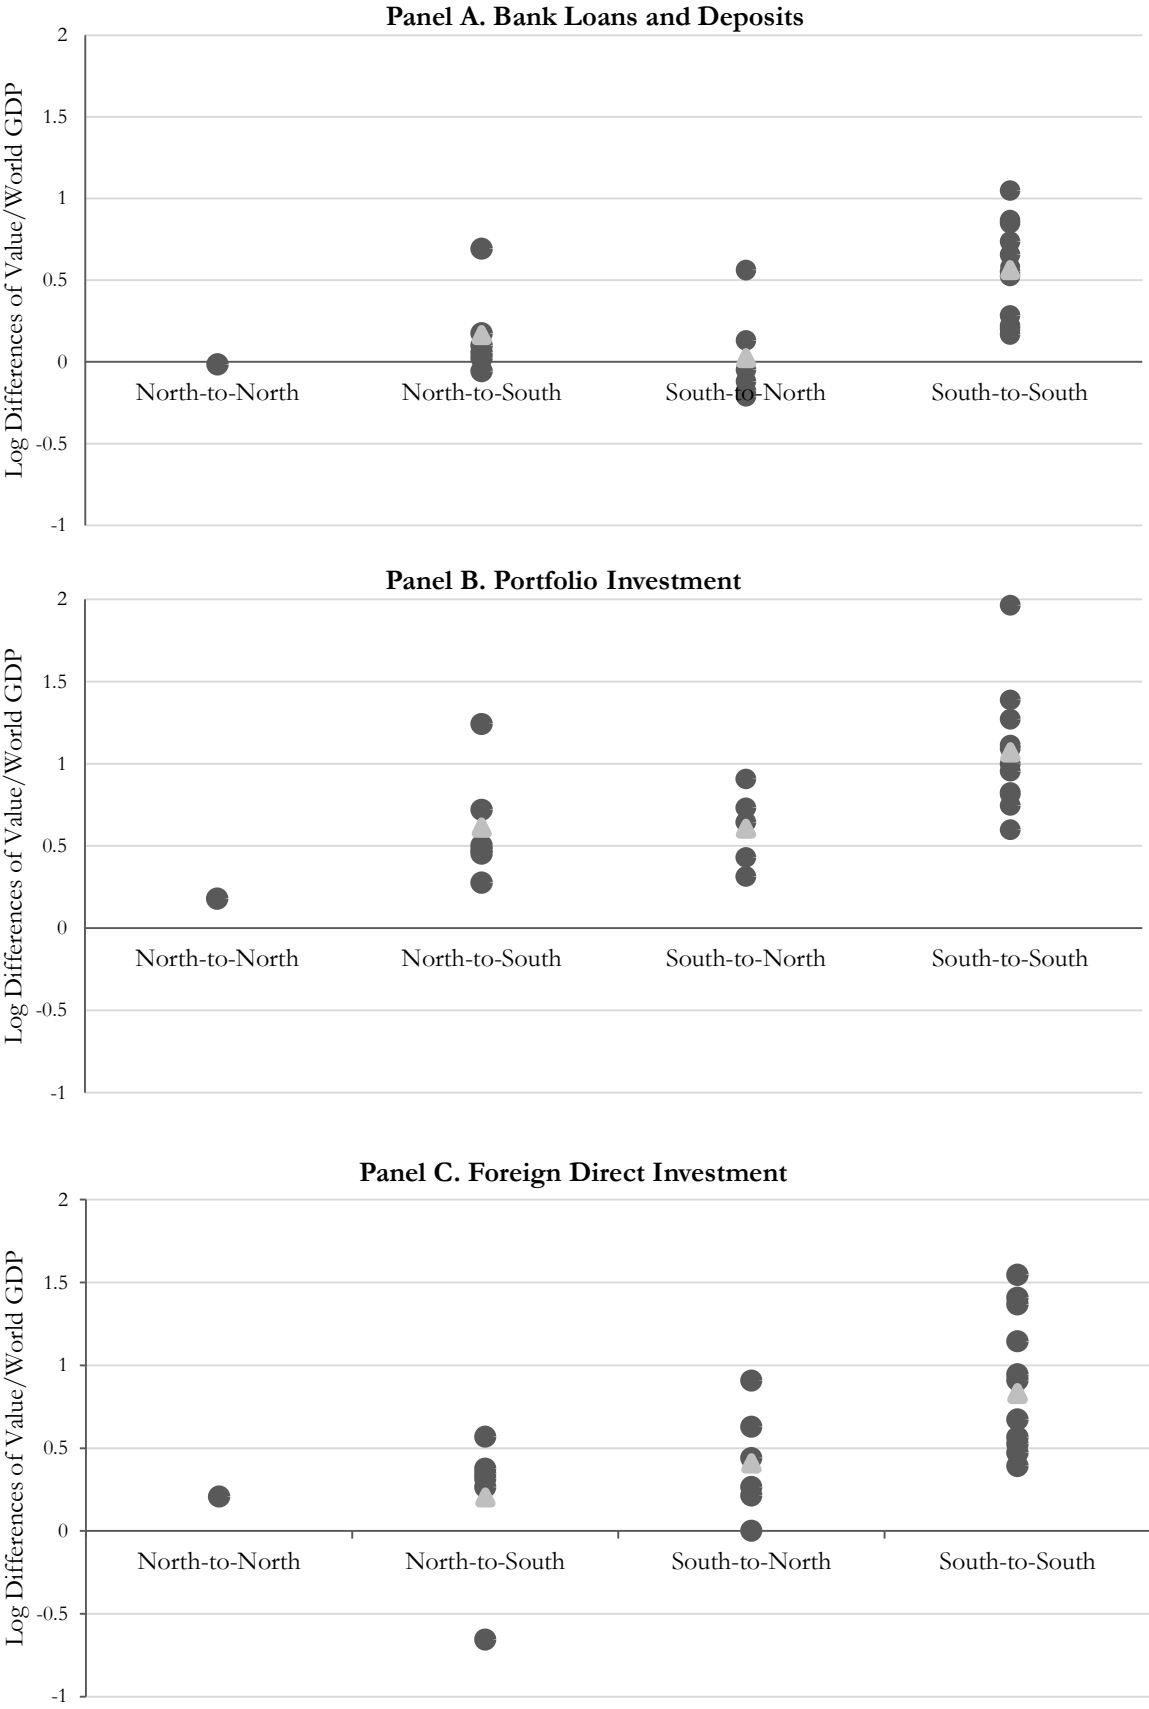 Panel A. Bank Loans and Deposits
Log Differences of Value/World GDP
2
1.5
1
0.5
0
-0.5
-1
North-to-North
North-to-South
South-to-North
South-to-South
Panel B. Portfolio Investment
Log Differences of Value/World GDP
2
1.5
1
0.5
0
-0.5
-1
North-to-North
North-to-South
South-to-North
South-to-South
Panel C. Foreign Direct Investment
Log Differences of Value/World GDP
2
1.5
1
0.5
0
-0.5
-1
North-to-North
North-to-South
South-to-North
South-to-South